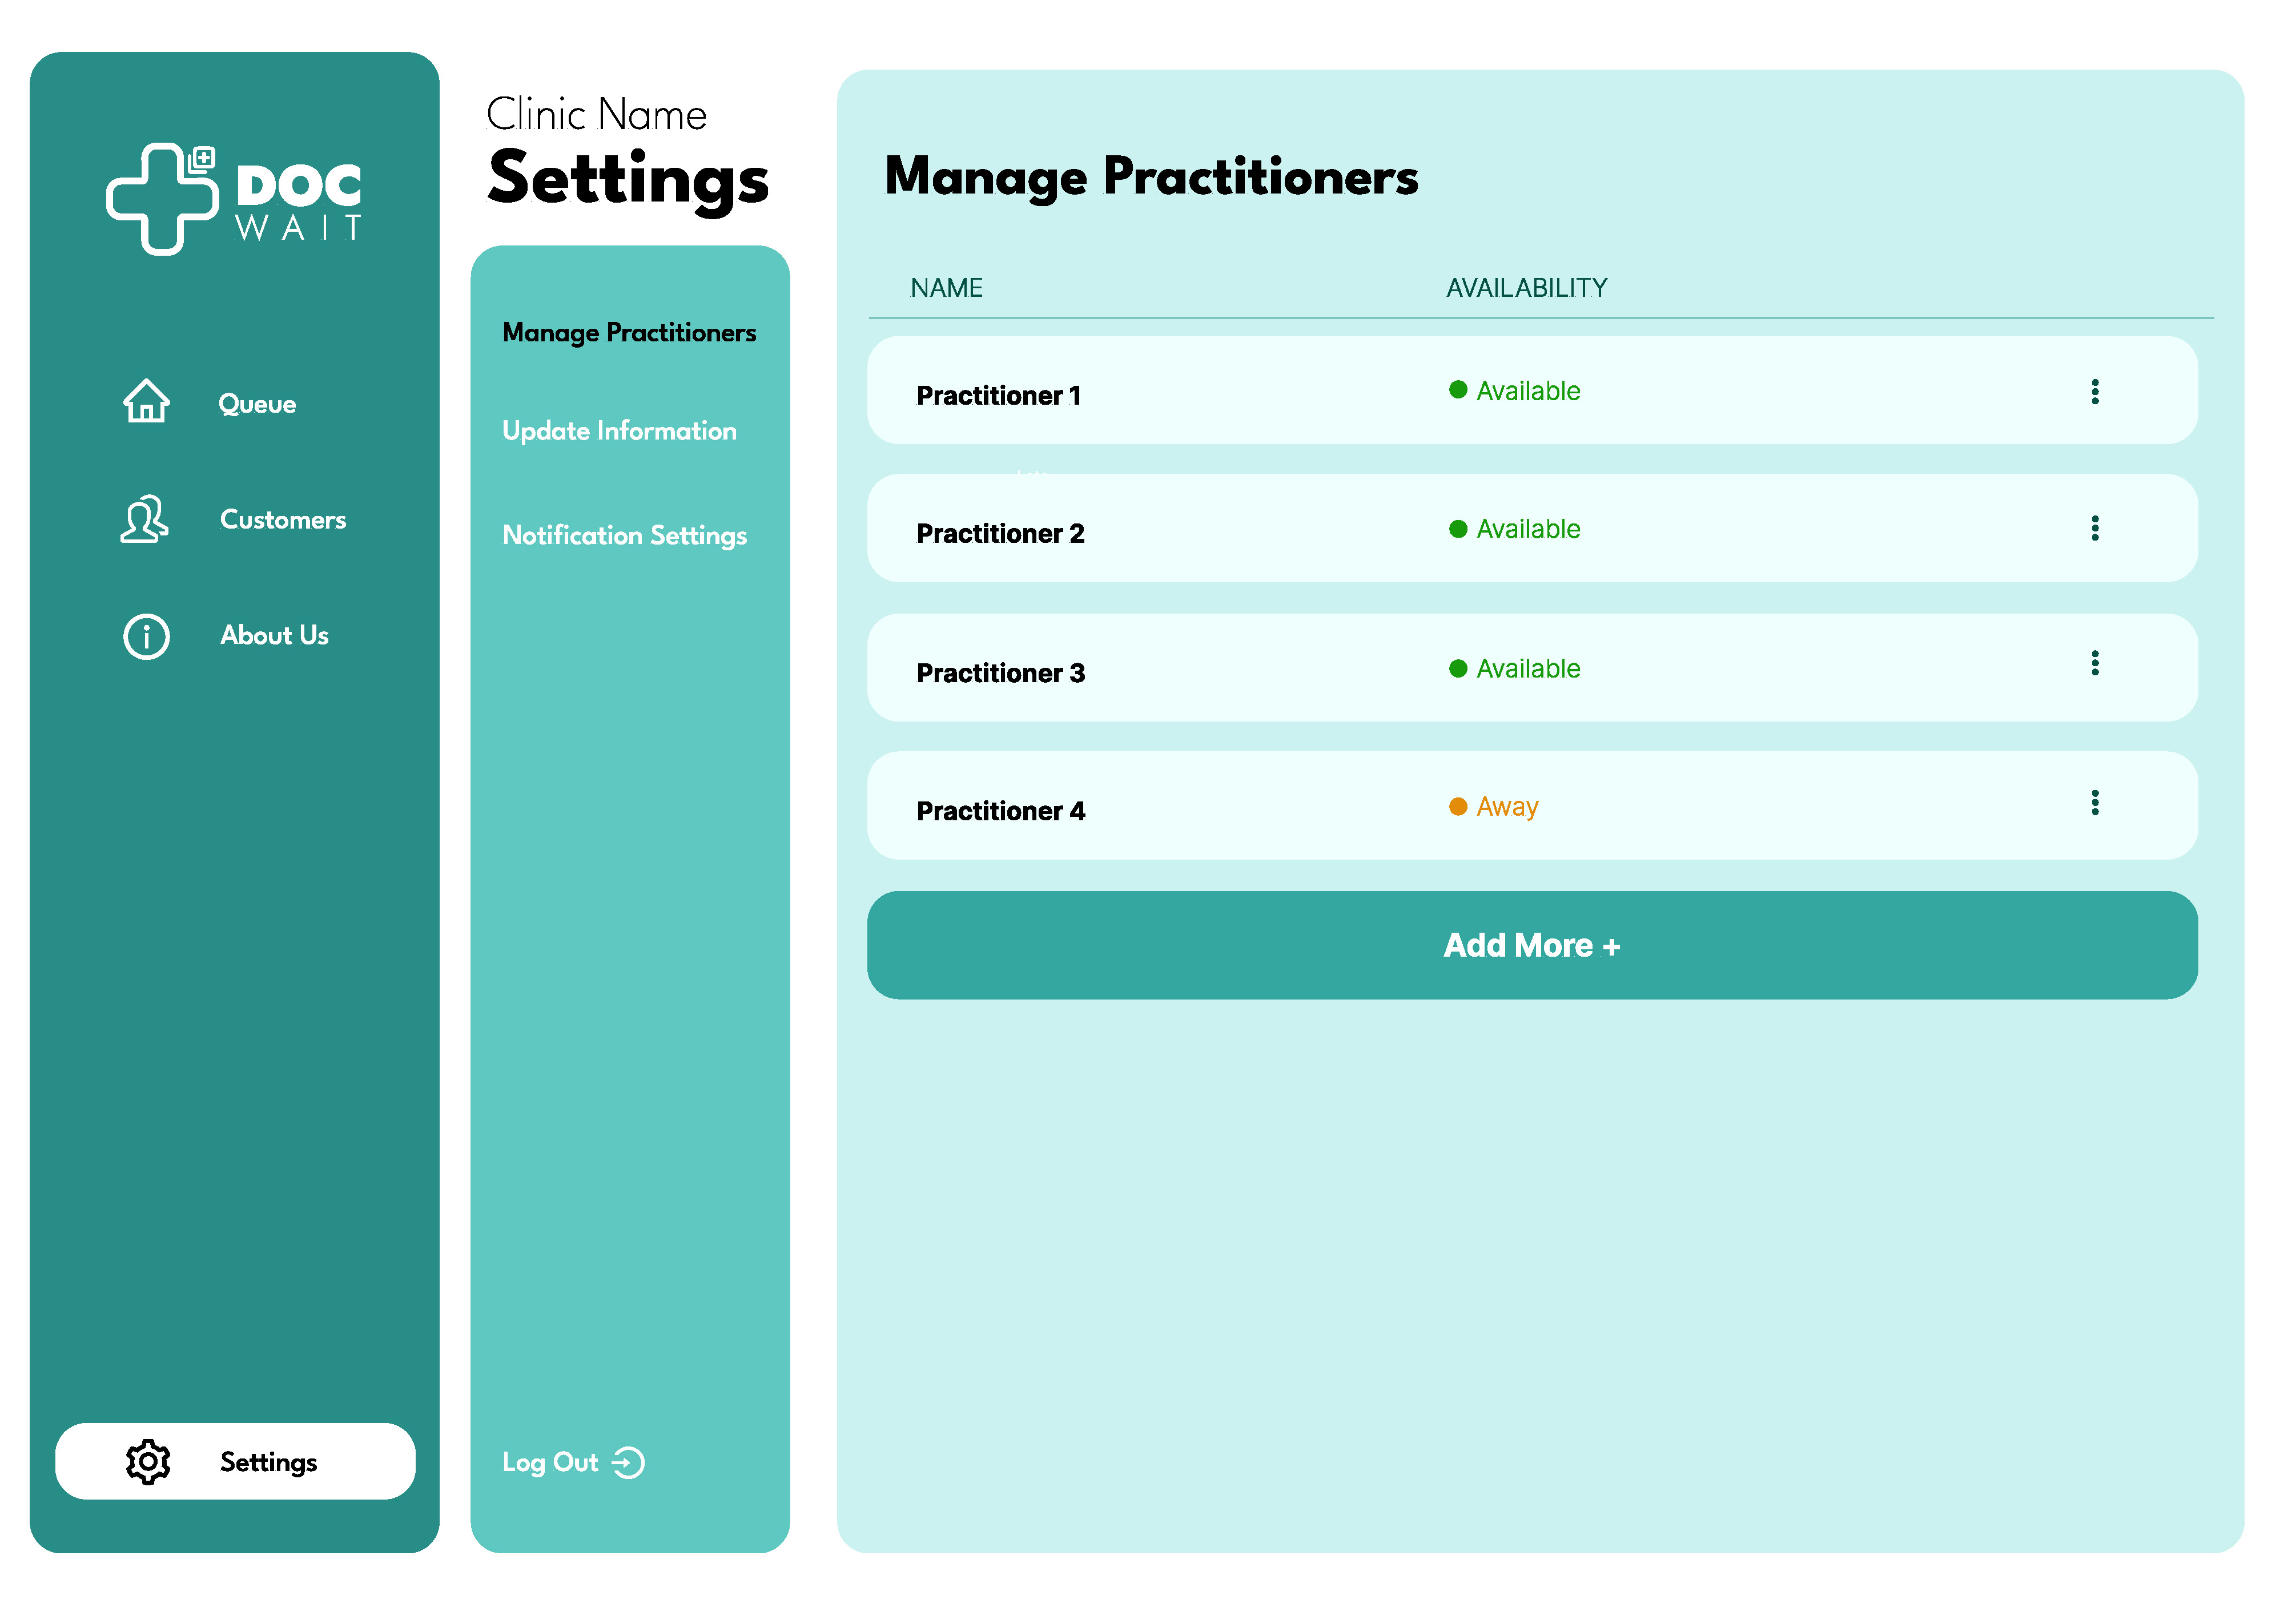 DOC
WAIT
Queue
Customers
About Us
Settings
Clinic Name
Settings
Manage Practitioners
Update Information
Notification Settings
Log Out
Manage Practitioners
NAME AVAILABILITY
Practitioner 1 Available
Practitioner 2 Available
Practitioner 3 Available
Practitioner 4 Away
Add More +